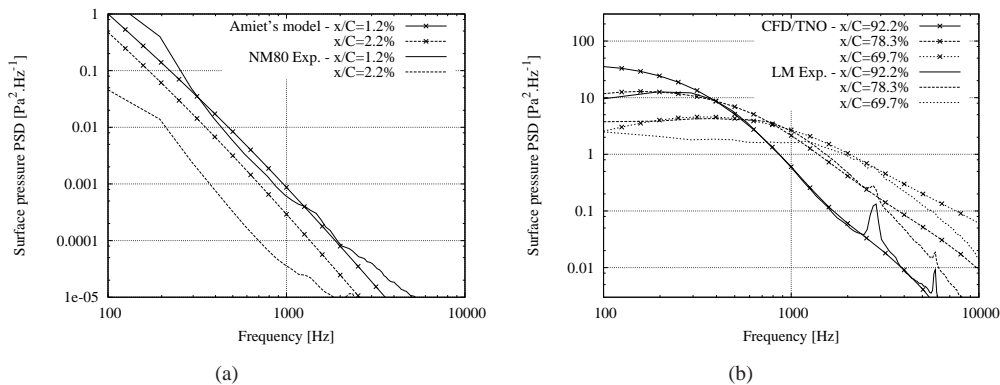 1
0.1
0.01
0.001
0.0001
1e-05
100
1000
10000
Surface pressure PSD [Pa².Hz⁻¹]
Frequency [Hz]
Amiet's model - x/C=1.2%
x/C=2.2%
NM80 Exp. - x/C=1.2%
x/C=2.2%
(a)
100
10
1
0.1
0.01
100
1000
10000
Surface pressure PSD [Pa².Hz⁻¹]
Frequency [Hz]
CFD/TNO - x/C=92.2%
x/C=78.3%
x/C=69.7%
LM Exp. - x/C=92.2%
x/C=78.3%
x/C=69.7%
(b)